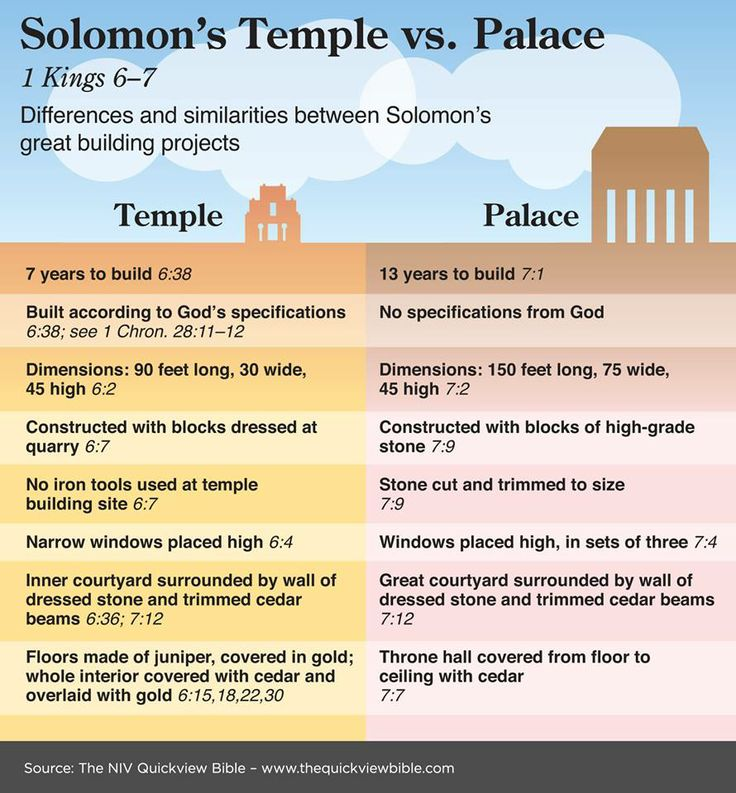 Solomon's Temple vs. Palace
1 Kings 6–7
Differences and similarities between Solomon's
great building projects
Temple
Palace
7 years to build 6:38
13 years to build 7:1
Built according to God's specifications
6:38; see 1 Chron. 28:11–12
No specifications from God
Dimensions: 90 feet long, 30 wide,
45 high 6:2
Dimensions: 150 feet long, 75 wide,
45 high 7:2
Constructed with blocks dressed at
quarry 6:7
Constructed with blocks of high-grade
stone 7:9
No iron tools used at temple
building site 6:7
Stone cut and trimmed to size
7:9
Narrow windows placed high 6:4
Windows placed high, in sets of three 7:4
Inner courtyard surrounded by wall of
dressed stone and trimmed cedar
beams 6:36; 7:12
Great courtyard surrounded by wall of
dressed stone and trimmed cedar beams
7:12
Floors made of juniper, covered in gold;
whole interior covered with cedar and
overlaid with gold 6:15,18,22,30
Throne hall covered from floor to
ceiling with cedar
7:7
Source: The NIV Quickview Bible – www.thequickviewbible.com